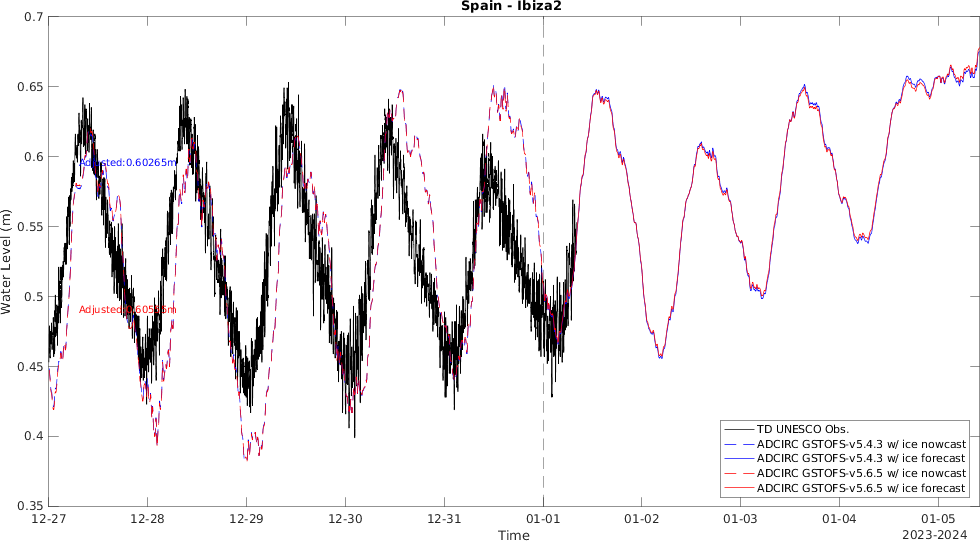 Spain - Ibiza2
0.7
0.65
0.6
0.55
0.5
0.45
0.4
0.35
Water Level (m)
Adjusted:0.60265m
12-27
12-28
12-29
12-30
12-31
01-01
01-02
01-03
01-04
01-05
Time
2023-2024
TD UNESCO Obs.
ADCIRC GSTOFS-v5.4.3 w/ ice nowcast
ADCIRC GSTOFS-v5.4.3 w/ ice forecast
ADCIRC GSTOFS-v5.6.5 w/ ice nowcast
ADCIRC GSTOFS-v5.6.5 w/ ice forecast